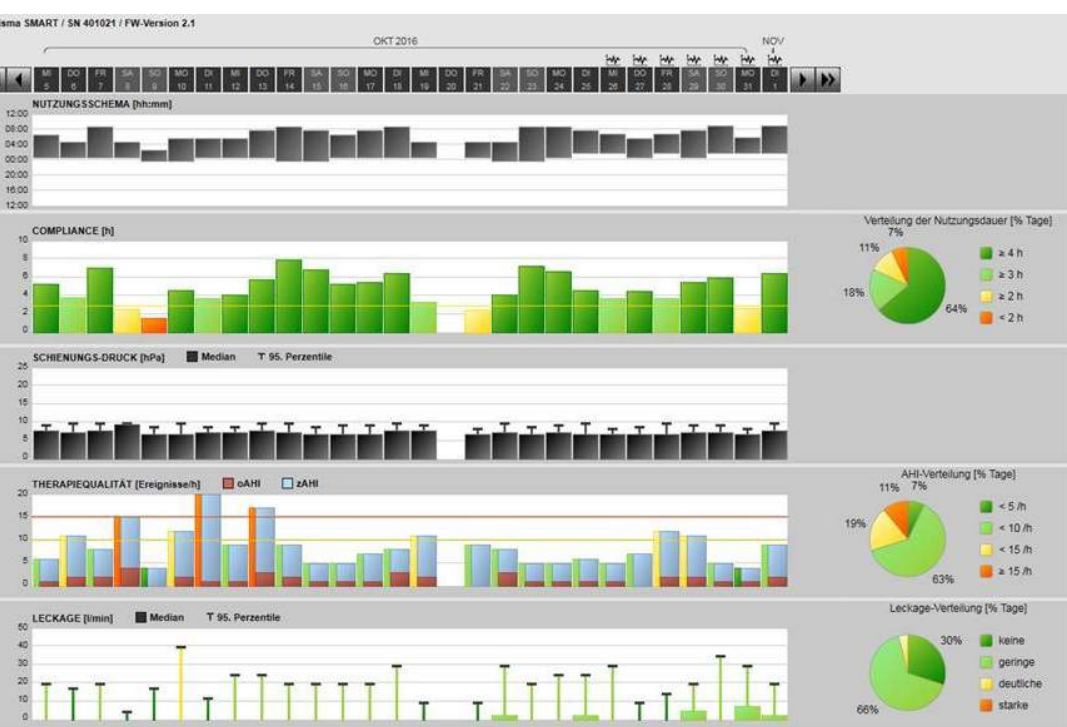 isma SMART / SN 401021 / FW-Version 2.1
OKT 2016 NOV
MI DO FR SA SO MO DI MI DO FR SA SO MO DI MI DO FR SA SO MO DI MI DO FR SA SO MO DI
5 6 7 8 9 10 11 12 13 14 15 16 17 18 19 20 21 22 23 24 25 26 27 28 29 30 31 1
NUTZUNGSSCHEMA [hh:mm]
12:00
08:00
04:00
00:00
20:00
16:00
12:00
COMPLIANCE [h]
10
8
6
4
2
0
Verteilung der Nutzungsdauer [% Tage]
7%
11%
18%
64%
≥ 4 h
≥ 3 h
≥ 2 h
< 2 h
SCHIENUNGS-DRUCK [hPa] Median 95. Perzentile
25
20
15
10
5
0
THERAPIEQUALITÄT [Ereignisse/h] oAHI zAHI
20
15
10
5
0
AHI-Verteilung [% Tage]
11% 7%
19%
63%
< 5 /h
< 10 /h
< 15 /h
≥ 15 /h
LECKAGE [l/min] Median 95. Perzentile
50
40
30
20
10
0
Leckage-Verteilung [% Tage]
30%
66%
keine
geringe
deutliche
starke